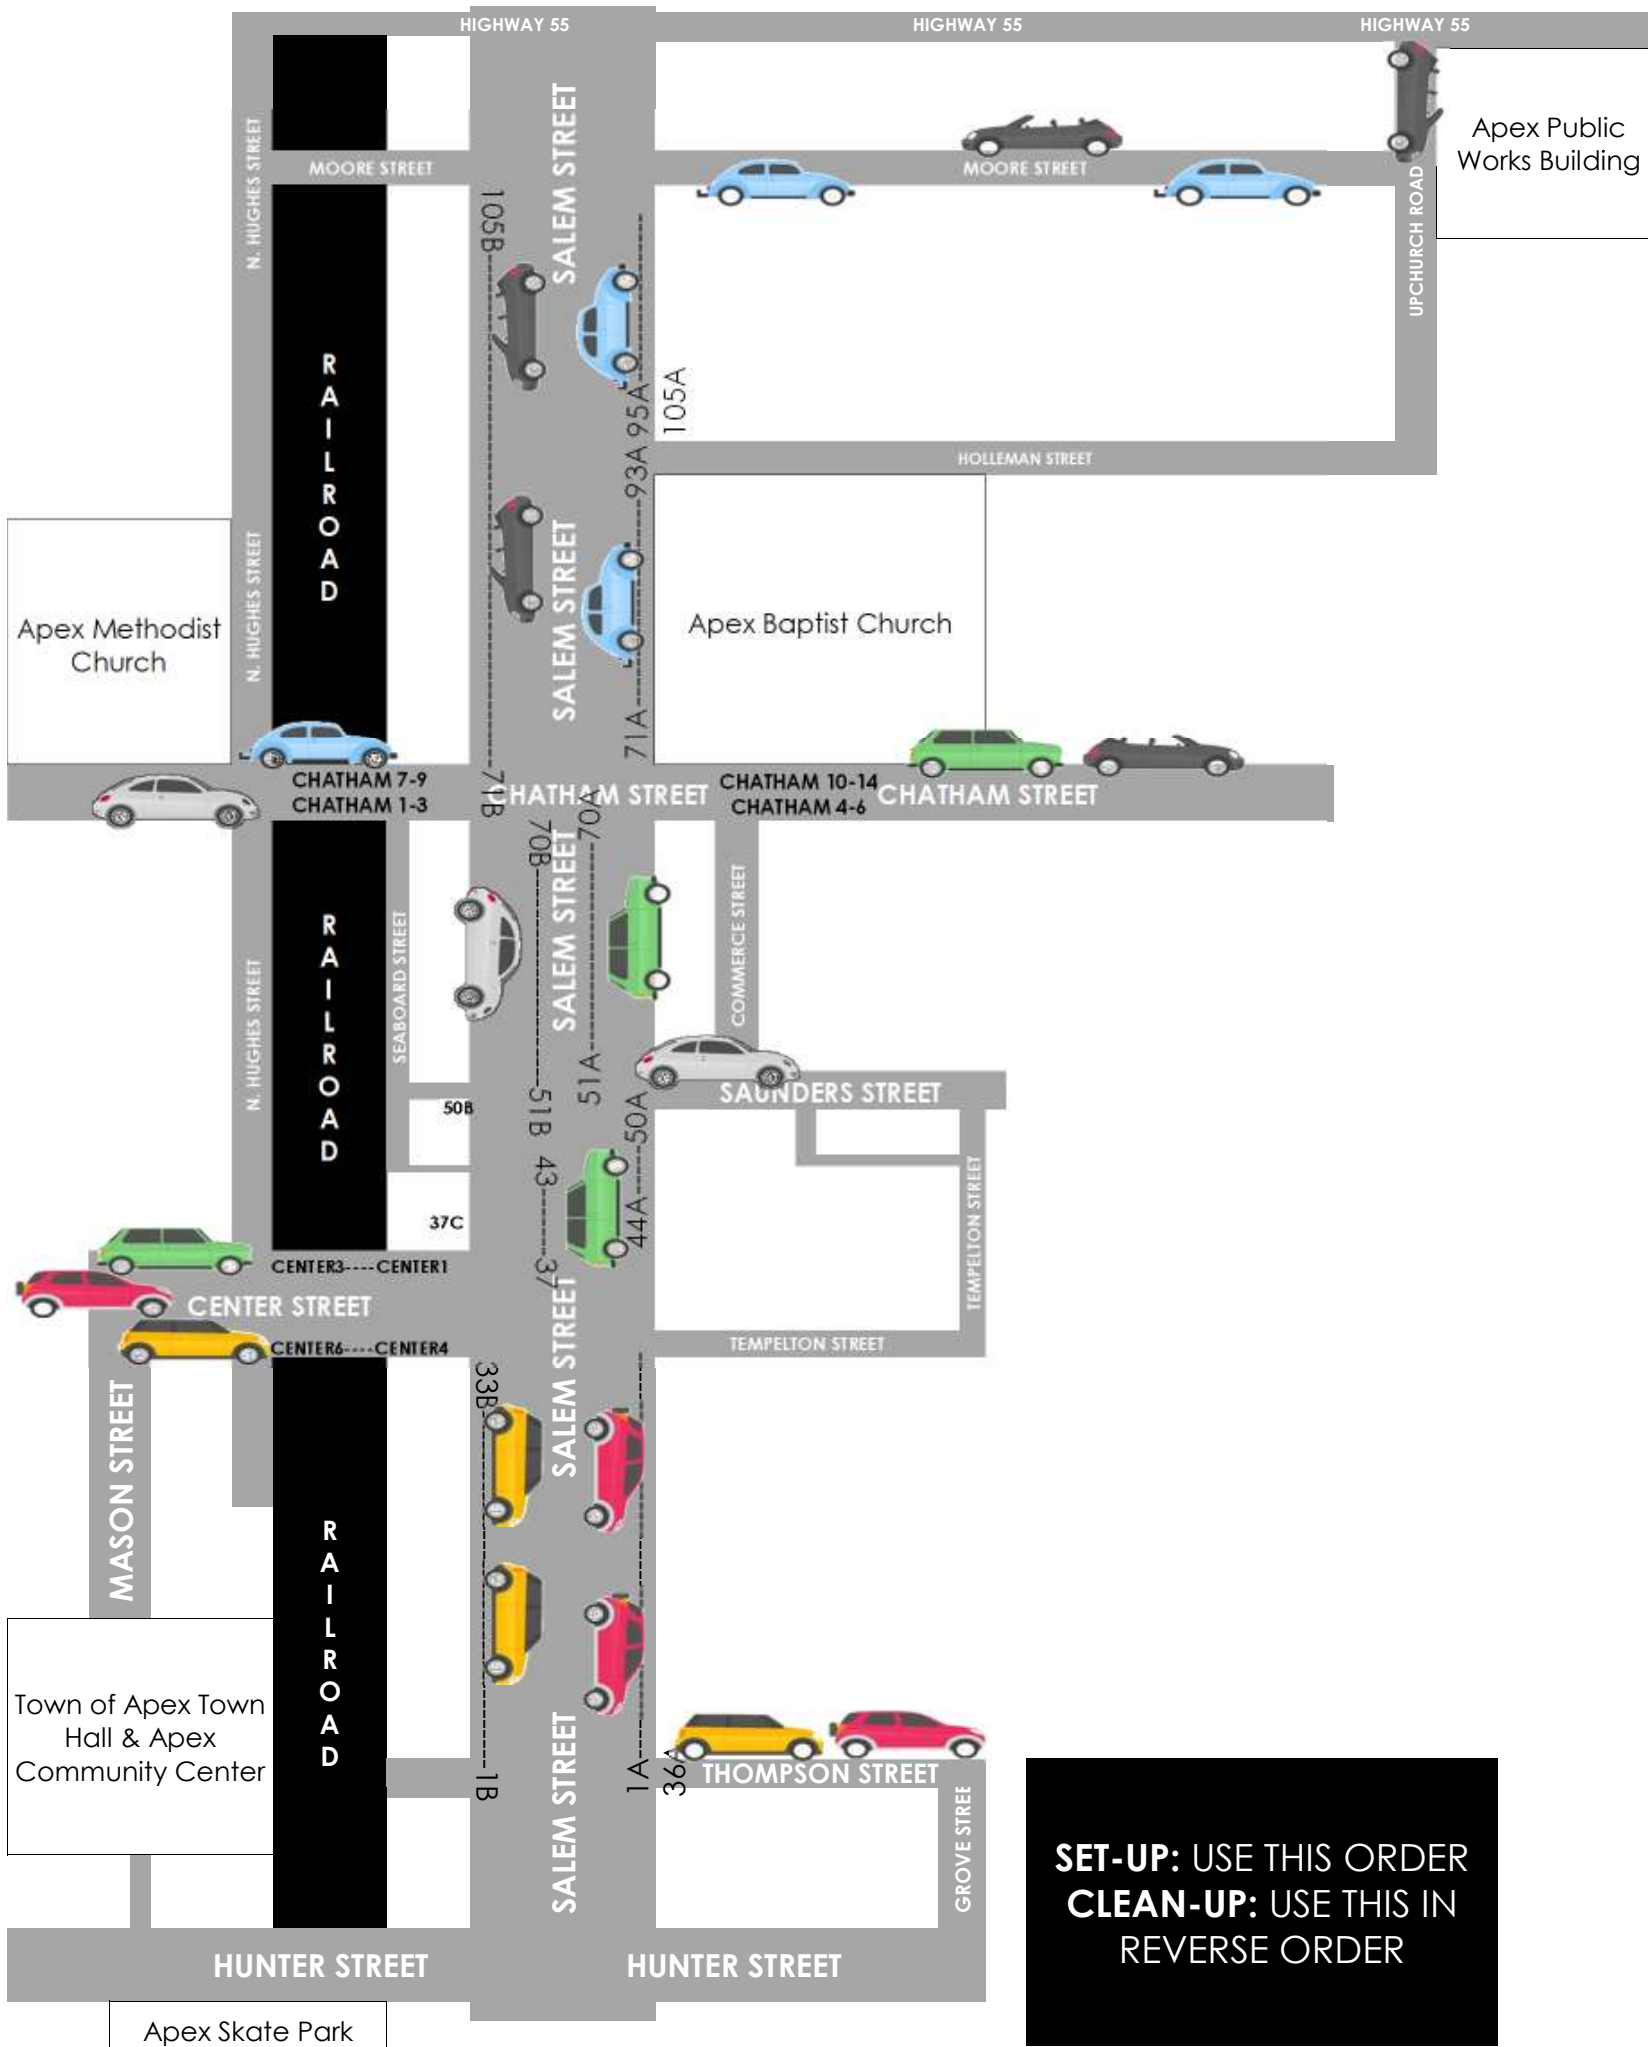 HIGHWAY 55
HIGHWAY 55
HIGHWAY 55
N. HUGHES STREET
SALEM STREET
Apex Public
Works Building
MOORE STREET
MOORE STREET
UPCHURCH ROAD
105B
RAILROAD
95A
105A
93A
HOLLEMAN STREET
N. HUGHES STREET
SALEM STREET
Apex Methodist
Church
Apex Baptist Church
71A
71B
CHATHAM 7-9
CHATHAM 1-3
CHATHAM STREET
CHATHAM 10-14
CHATHAM 4-6
CHATHAM STREET
70B
70A
SALEM STREET
RAILROAD
SEABOARD STREET
COMMERCE STREET
N. HUGHES STREET
51A
51B
50B
50A
SAUNDERS STREET
43
44A
37
37C
TEMPELTON STREET
CENTER3----CENTER1
CENTER STREET
CENTER6----CENTER4
TEMPELTON STREET
SALEM STREET
33B
MASON STREET
RAILROAD
Town of Apex Town
Hall & Apex
Community Center
1B
1A
36A
THOMPSON STREET
SALEM STREET
GROVE STREE
SET-UP: USE THIS ORDER
CLEAN-UP: USE THIS IN
REVERSE ORDER
HUNTER STREET
HUNTER STREET
Apex Skate Park